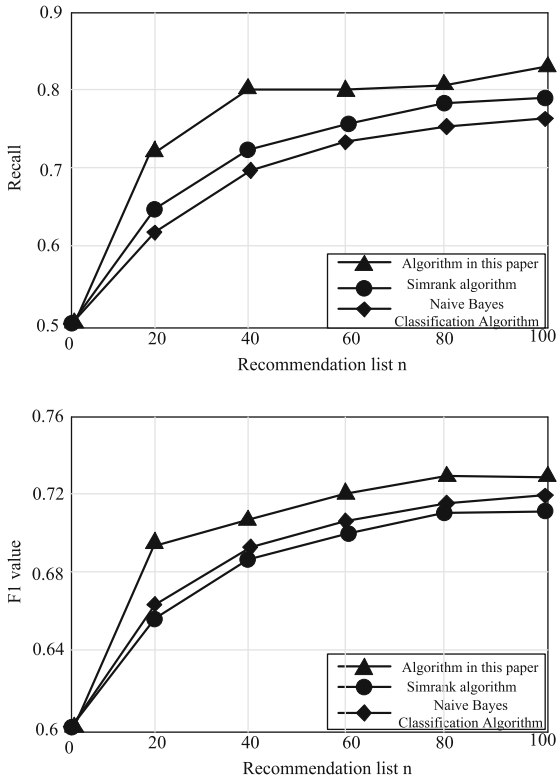 0.9
0.8
0.7
0.6
0.5
Recall
Algorithm in this paper
Simrank algorithm
Naive Bayes
Classification Algorithm
0 20 40 60 80 100
Recommendation list n
0.76
0.72
0.68
0.64
0.6
F1 value
Algorithm in this paper
Simrank algorithm
Naive Bayes
Classification Algorithm
0 20 40 60 80 100
Recommendation list n